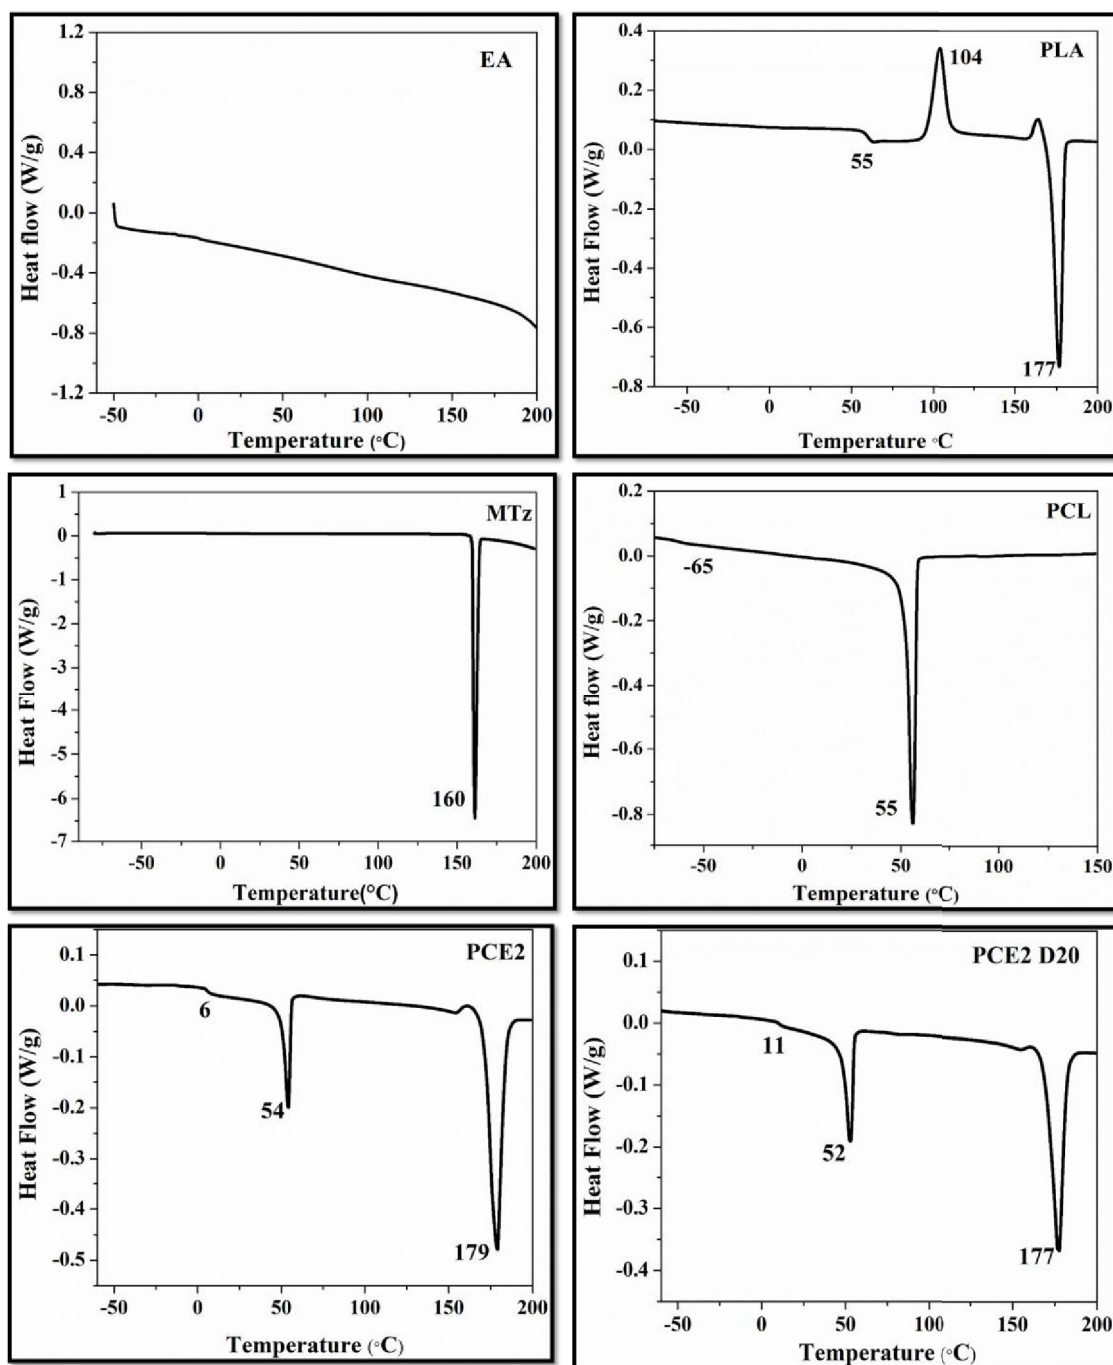 EA
Heat flow (W/g)
1.2
0.8
0.4
0.0
-0.4
-0.8
-1.2
-50 0 50 100 150 200
Temperature (°C)
PLA
Heat Flow (W/g)
0.4
0.2
0.0
-0.2
-0.4
-0.6
-0.8
104
55
177
-50 0 50 100 150 200
Temperature °C
MTz
Heat Flow (W/g)
1
0
-1
-2
-3
-4
-5
-6
-7
160
-50 0 50 100 150 200
Temperature(°C)
PCL
Heat flow (W/g)
0.2
0.0
-0.2
-0.4
-0.6
-0.8
-65
55
-50 0 50 100 150
Temperature (°C)
PCE2
Heat Flow (W/g)
0.1
0.0
-0.1
-0.2
-0.3
-0.4
-0.5
6
54
179
-50 0 50 100 150 200
Temperature (°C)
PCE2 D20
Heat Flow (W/g)
0.1
0.0
-0.1
-0.2
-0.3
-0.4
11
52
177
-50 0 50 100 150 200
Temperature (°C)